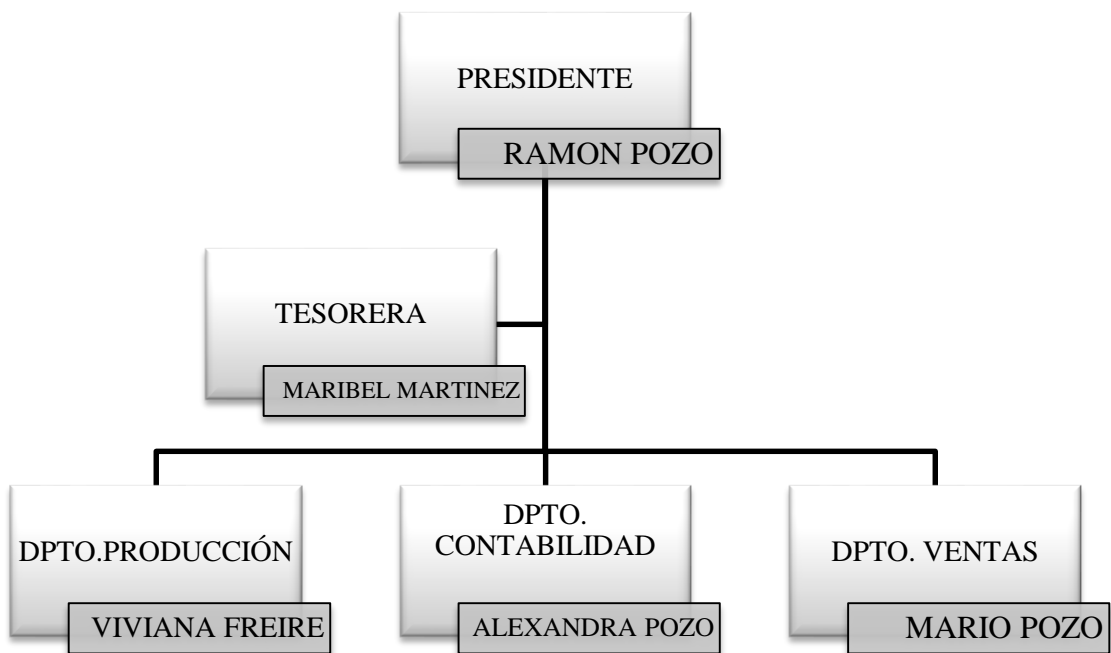 PRESIDENTE
RAMON POZO
TESORERA
MARIBEL MARTINEZ
DPTO.PRODUCCIÓN
VIVIANA FREIRE
DPTO.
CONTABILIDAD
ALEXANDRA POZO
DPTO. VENTAS
MARIO POZO